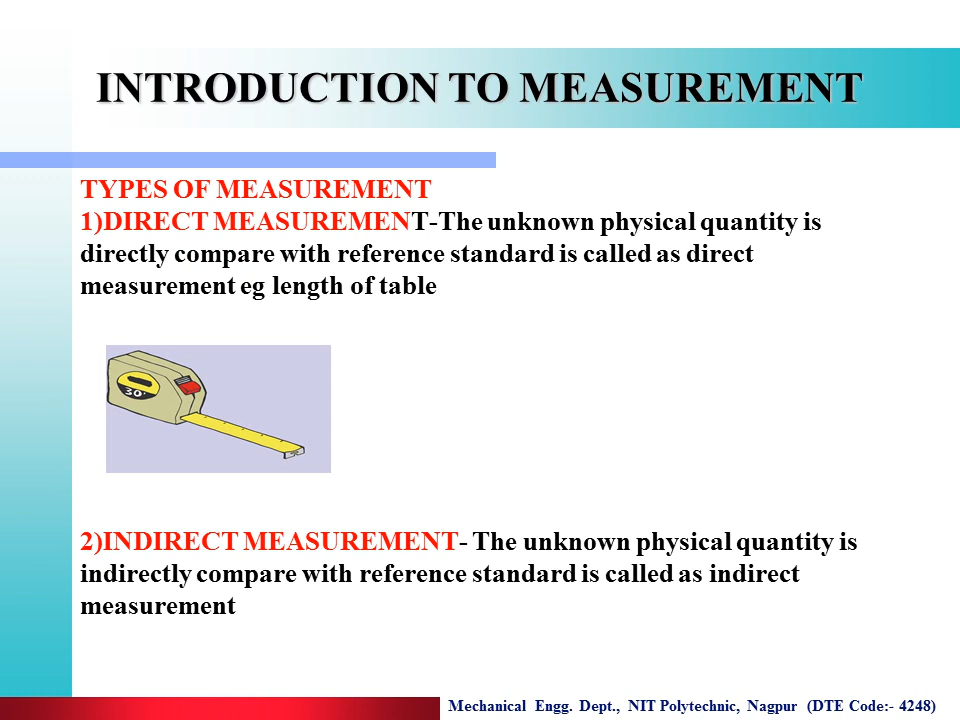 INTRODUCTION TO MEASUREMENT
TYPES OF MEASUREMENT
1)DIRECT MEASUREMENT-The unknown physical quantity is
directly compare with reference standard is called as direct
measurement eg length of table
30'
2)INDIRECT MEASUREMENT- The unknown physical quantity is
indirectly compare with reference standard is called as indirect
measurement
Mechanical Engg. Dept., NIT Polytechnic, Nagpur (DTE Code:- 4248)